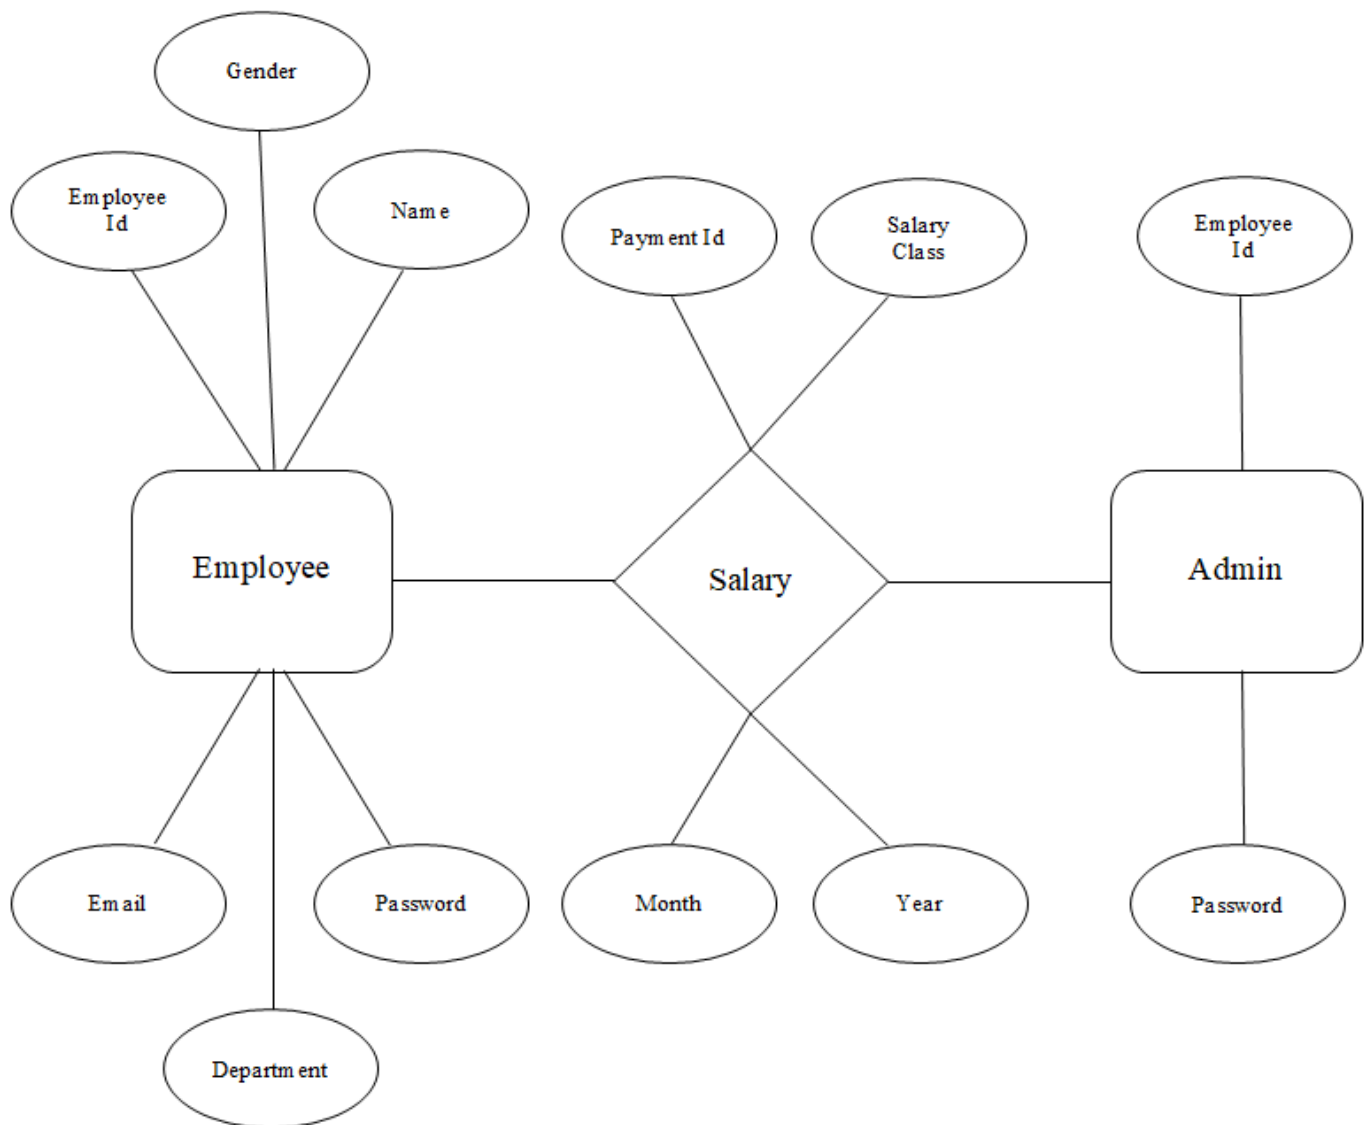 Gender
Employee
Id
Name
Payment Id
Salary
Class
Employee
Id
Employee
Salary
Admin
Email
Password
Month
Year
Password
Department